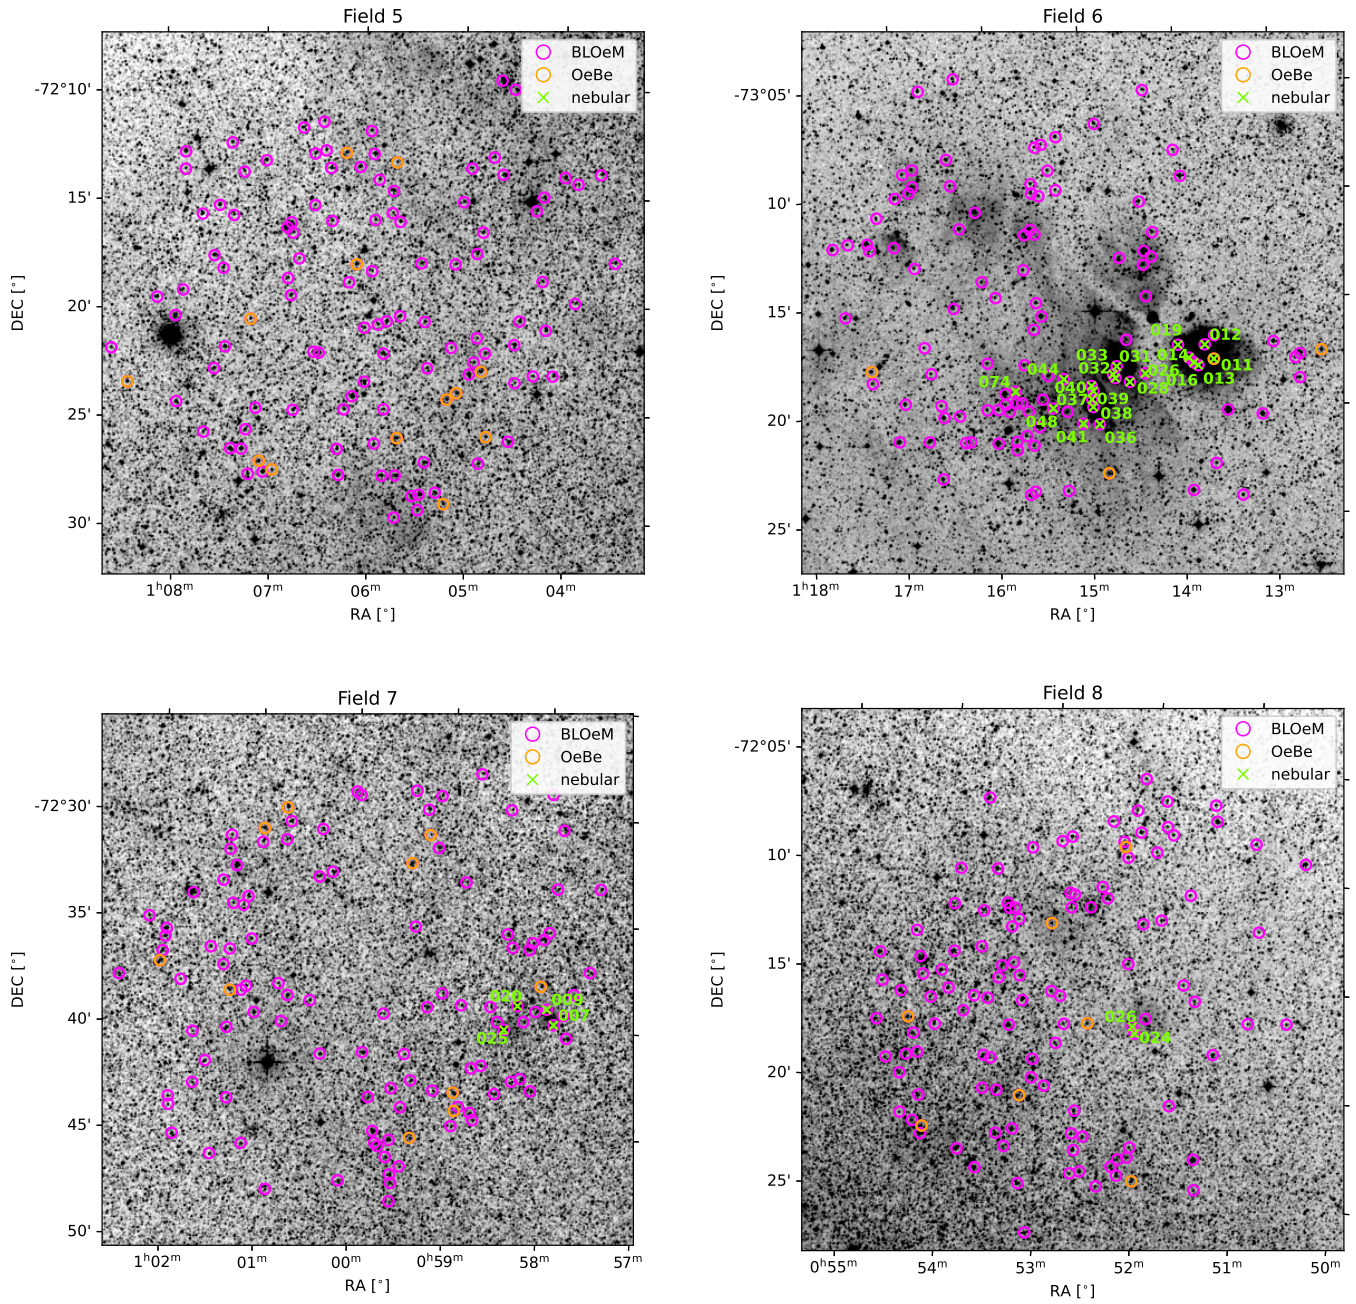 Field 5
BLOeM
OeBe
nebular
-72°10'
15'
20'
25'
30'
DEC [°]
1ʰ08ᵐ 07ᵐ 06ᵐ 05ᵐ 04ᵐ
RA [°]
Field 6
BLOeM
OeBe
nebular
-73°05'
10'
15'
20'
25'
DEC [°]
019 012
033 031 014 011
044 032 026 013
074 040 028 016
037 039
048 038
041 036
1ʰ18ᵐ 17ᵐ 16ᵐ 15ᵐ 14ᵐ 13ᵐ
RA [°]
Field 7
BLOeM
OeBe
nebular
-72°30'
35'
40'
45'
50'
DEC [°]
020 009
007
025
1ʰ02ᵐ 01ᵐ 00ᵐ 0ʰ59ᵐ 58ᵐ 57ᵐ
RA [°]
Field 8
BLOeM
OeBe
nebular
-72°05'
10'
15'
20'
25'
DEC [°]
026
024
0ʰ55ᵐ 54ᵐ 53ᵐ 52ᵐ 51ᵐ 50ᵐ
RA [°]